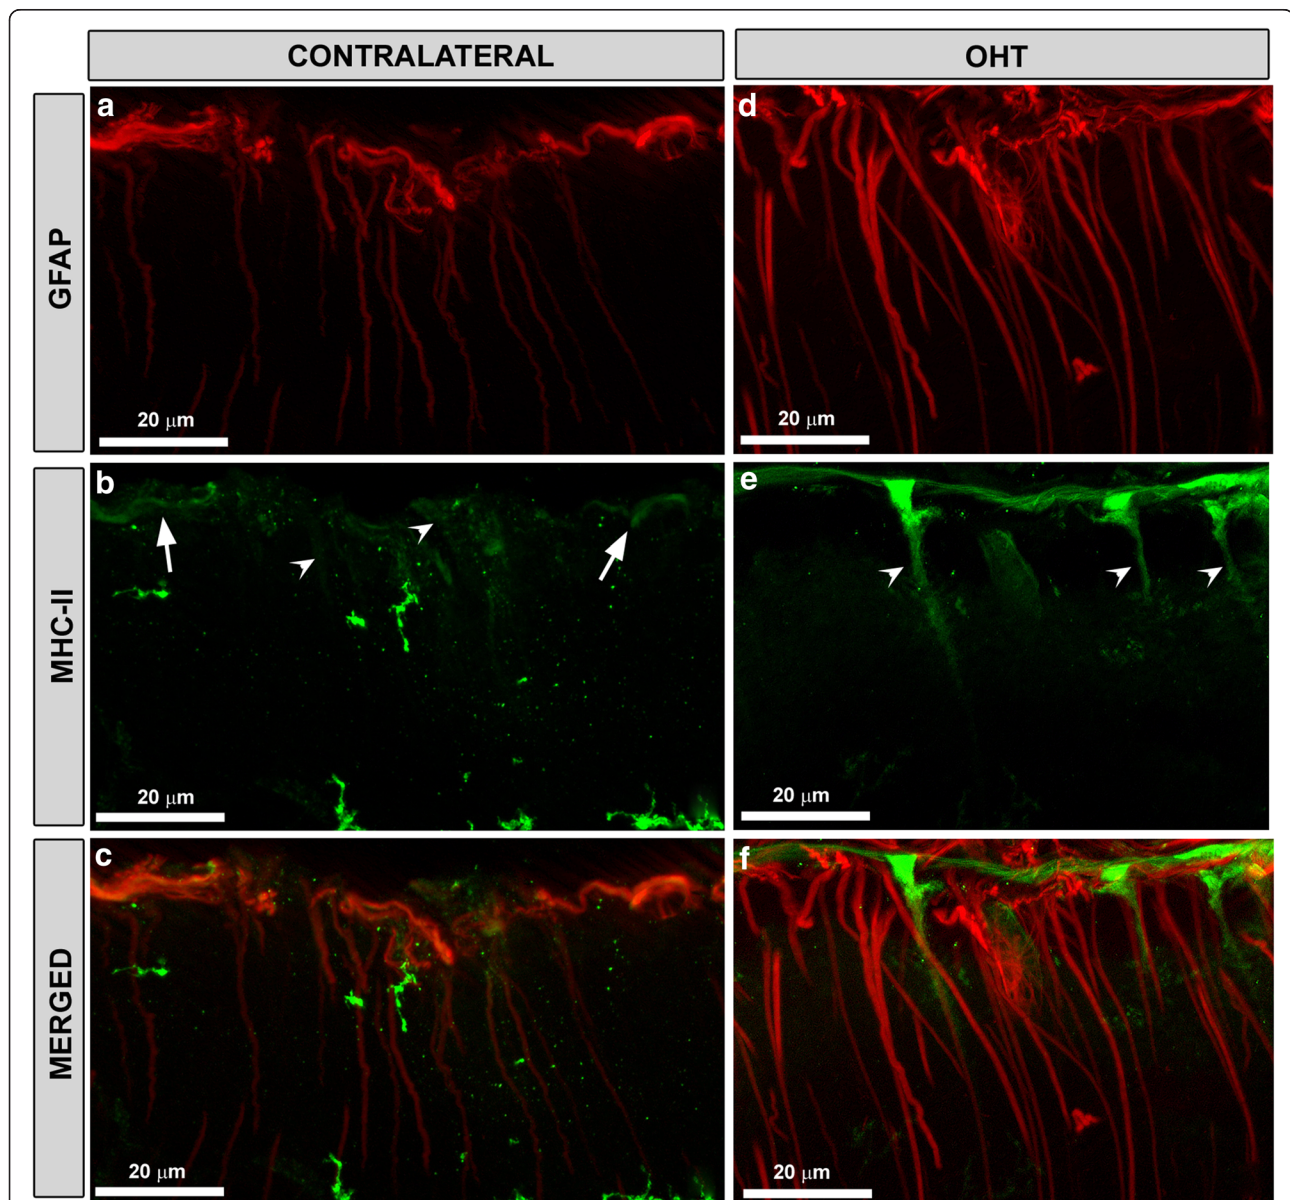 CONTRALATERAL
OHT
GFAP
a
20 μm
d
20 μm
MHC-II
b
20 μm
e
20 μm
MERGED
c
20 μm
f
20 μm